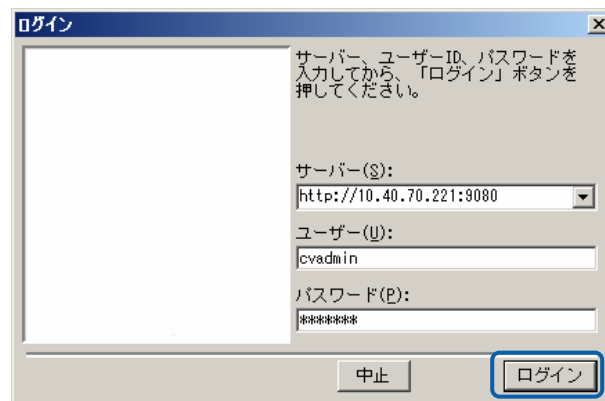 ログイン
サーバー、ユーザーID、パスワードを
入力してから、「ログイン」ボタンを
押してください。
サーバー(S):
http://10.40.70.221:9080
ユーザー(U):
cvadmin
パスワード(P):
*******
中止
ログイン